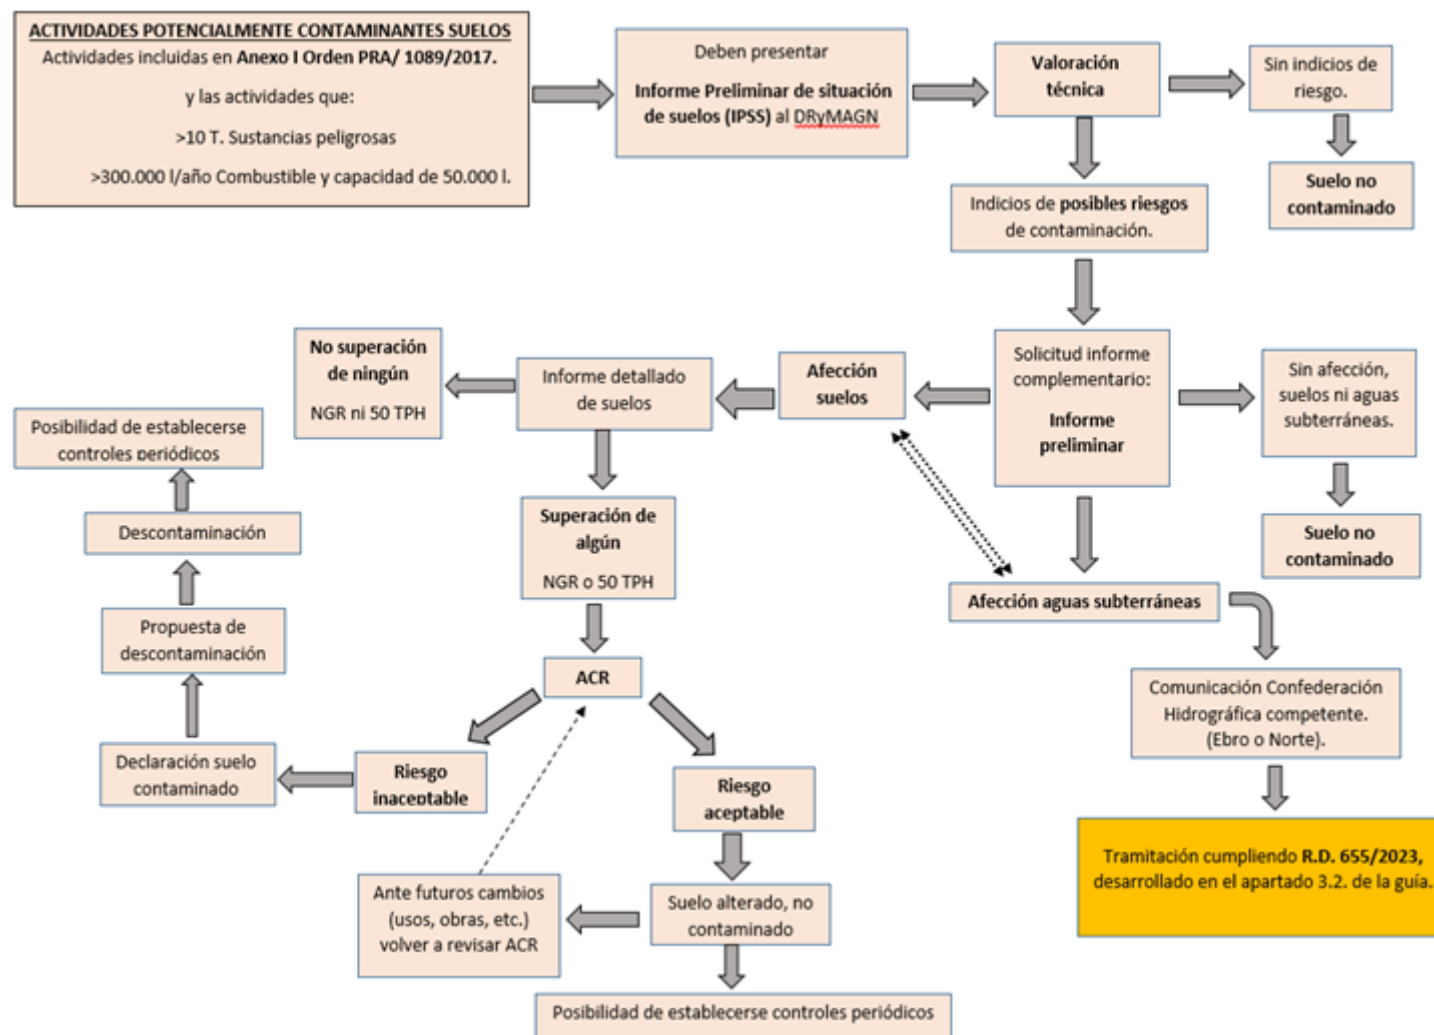 ACTIVIDADES POTENCIALMENTE CONTAMINANTES SUELOS
Actividades incluidas en Anexo I Orden PRA/ 1089/2017.
y las actividades que:
>10 T. Sustancias peligrosas
>300.000 l/año Combustible y capacidad de 50.000 l.
Deben presentar
Informe Preliminar de situación
de suelos (IPSS) al DRyMAGN
Valoración
técnica
Sin indicios de
riesgo.
Suelo no
contaminado
Indicios de posibles riesgos
de contaminación.
Solicitud informe
complementario:
Informe
preliminar
Sin afección,
suelos ni aguas
subterráneas.
Suelo no
contaminado
Afección
suelos
Informe detallado
de suelos
No superación
de ningún
NGR ni 50 TPH
Superación de
algún
NGR o 50 TPH
ACR
Riesgo
inaceptable
Declaración suelo
contaminado
Propuesta de
descontaminación
Descontaminación
Posibilidad de establecerse
controles periódicos
Riesgo
aceptable
Suelo alterado, no
contaminado
Ante futuros cambios
(usos, obras, etc.)
volver a revisar ACR
Posibilidad de establecerse controles periódicos
Afección aguas subterráneas
Comunicación Confederación
Hidrográfica competente.
(Ebro o Norte).
Tramitación cumpliendo R.D. 655/2023,
desarrollado en el apartado 3.2. de la guía.